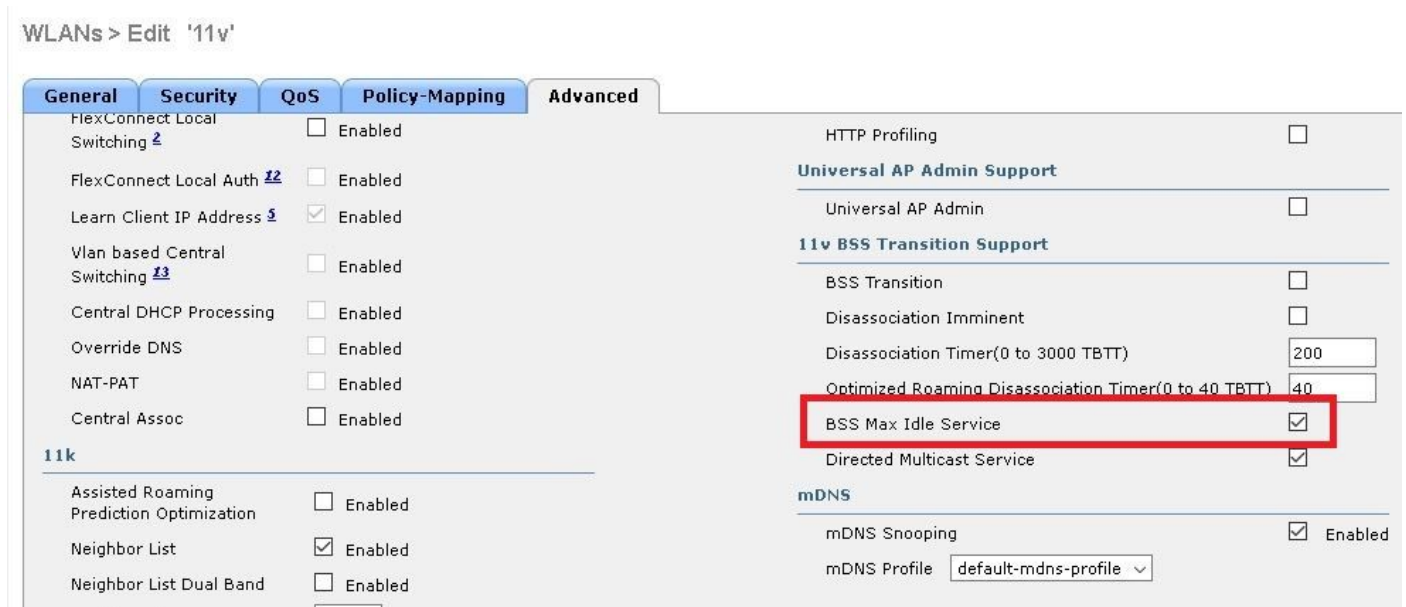 WLANs > Edit '11v'
General Security QoS Policy-Mapping Advanced
FlexConnect Local
Switching 2 Enabled
FlexConnect Local Auth 12 Enabled
Learn Client IP Address 5 Enabled
Vlan based Central
Switching 13 Enabled
Central DHCP Processing Enabled
Override DNS Enabled
NAT-PAT Enabled
Central Assoc Enabled
11k
Assisted Roaming
Prediction Optimization Enabled
Neighbor List Enabled
Neighbor List Dual Band Enabled
HTTP Profiling
Universal AP Admin Support
Universal AP Admin
11v BSS Transition Support
BSS Transition
Disassociation Imminent
Disassociation Timer(0 to 3000 TBTT) 200
Optimized Roaming Disassociation Timer(0 to 40 TBTT) 40
BSS Max Idle Service
Directed Multicast Service
mDNS
mDNS Snooping Enabled
mDNS Profile default-mdns-profile